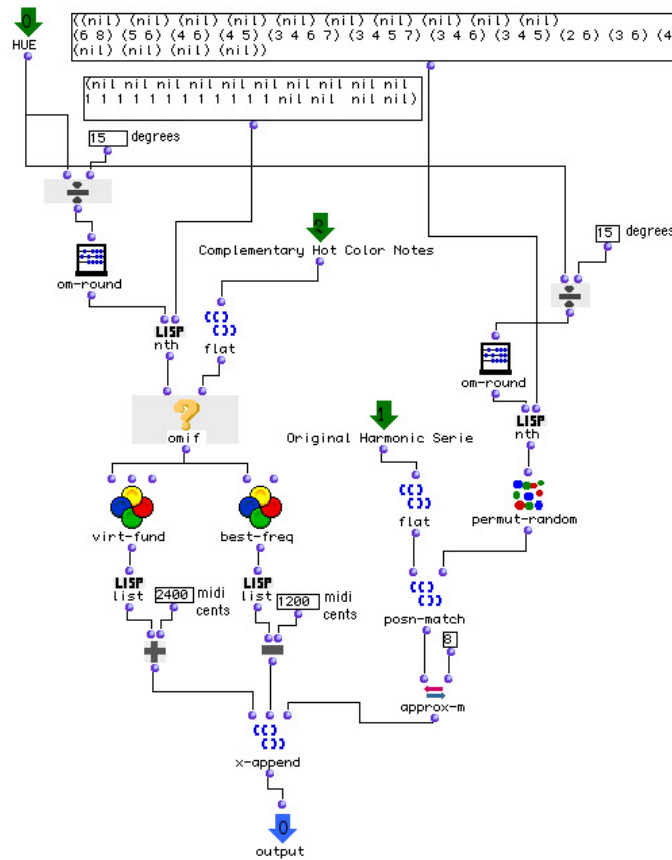 0
HUE
((nil) (nil) (nil) (nil) (nil) (nil) (nil) (nil)
(6 8) (5 6) (4 6) (4 5) (3 4 6 7) (3 4 5 7) (3 4 6) (3 4 5) (2 6) (3 6) (4
(nil) (nil) (nil) (nil))
(nil nil nil nil nil nil nil nil
1 1 1 1 1 1 1 1 1 1 1 1 nil nil nil nil)
15 degrees
om-round
2
Complementary Hot Color Notes
15 degrees
LISP
nth
flat
om-round
omif
1
Original Harmonic Serie
LISP
nth
virt-fund
best-freq
flat
permut-random
LISP
list
2400 midi
cents
LISP
list
1200 midi
cents
posn-match
8
approx-m
x-append
0
output